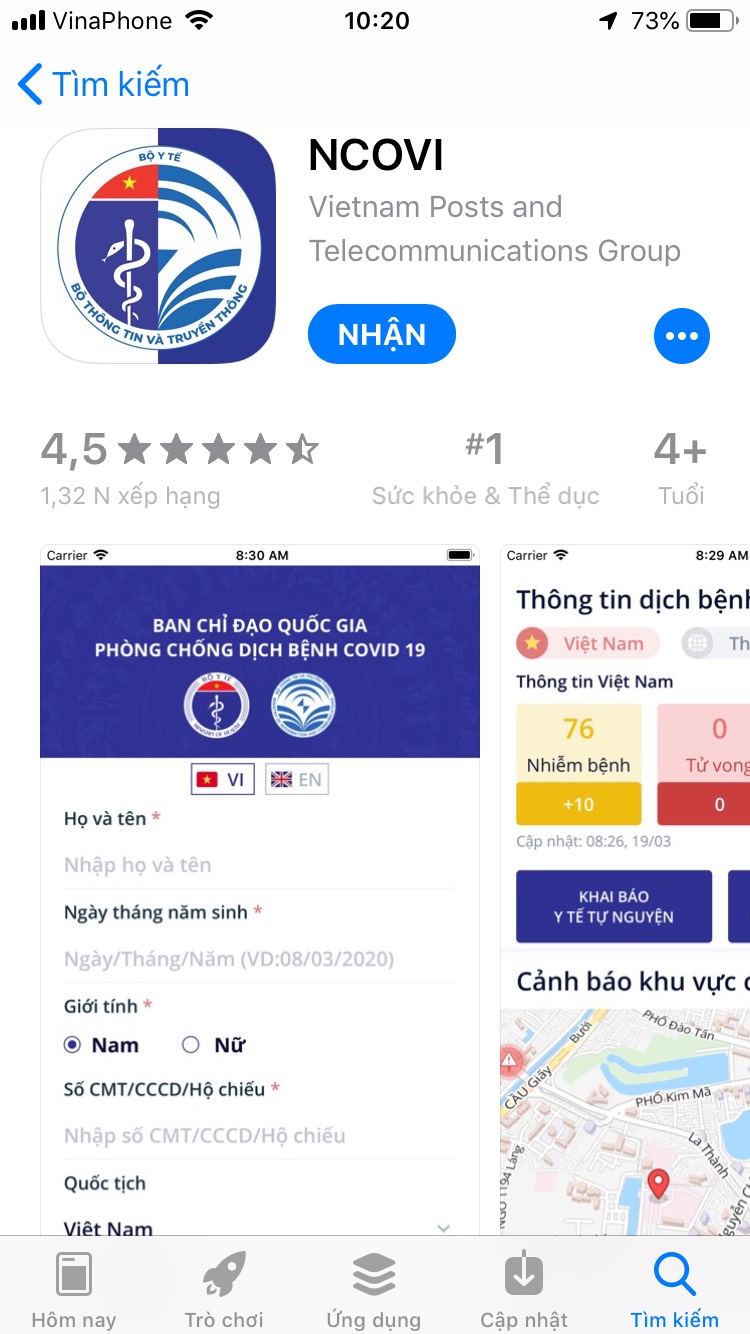 VinaPhone
10:20
73%
Tìm kiếm
BỘ Y TẾ
BỘ THÔNG TIN VÀ TRUYỀN THÔNG
NCOVI
Vietnam Posts and
Telecommunications Group
NHẬN
4,5
1,32 N xếp hạng
#1
Sức khỏe & Thể dục
4+
Tuổi
Carrier
8:30 AM
BAN CHỈ ĐẠO QUỐC GIA
PHÒNG CHỐNG DỊCH BỆNH COVID 19
BỘ Y TẾ
MINISTRY OF HEALTH
VI
EN
Họ và tên *
Nhập họ và tên
Ngày tháng năm sinh *
Ngày/Tháng/Năm (VD:08/03/2020)
Giới tính *
Nam
Nữ
Số CMT/CCCD/Hộ chiếu *
Nhập số CMT/CCCD/Hộ chiếu
Quốc tịch
Việt Nam
Carrier
8:29 AM
Thông tin dịch bệnh
Việt Nam
Th
Thông tin Việt Nam
76
Nhiễm bệnh
+10
0
Tử vong
0
Cập nhật: 08:26, 19/03
KHAI BÁO
Y TẾ TỰ NGUYỆN
Cảnh báo khu vực c
Bưởi
PHỐ Đào Tấn
CẦU Giấy
PHỐ Kim Mã
La Thành
1194 Láng
Hôm nay
Trò chơi
Ứng dụng
Cập nhật
Tìm kiếm